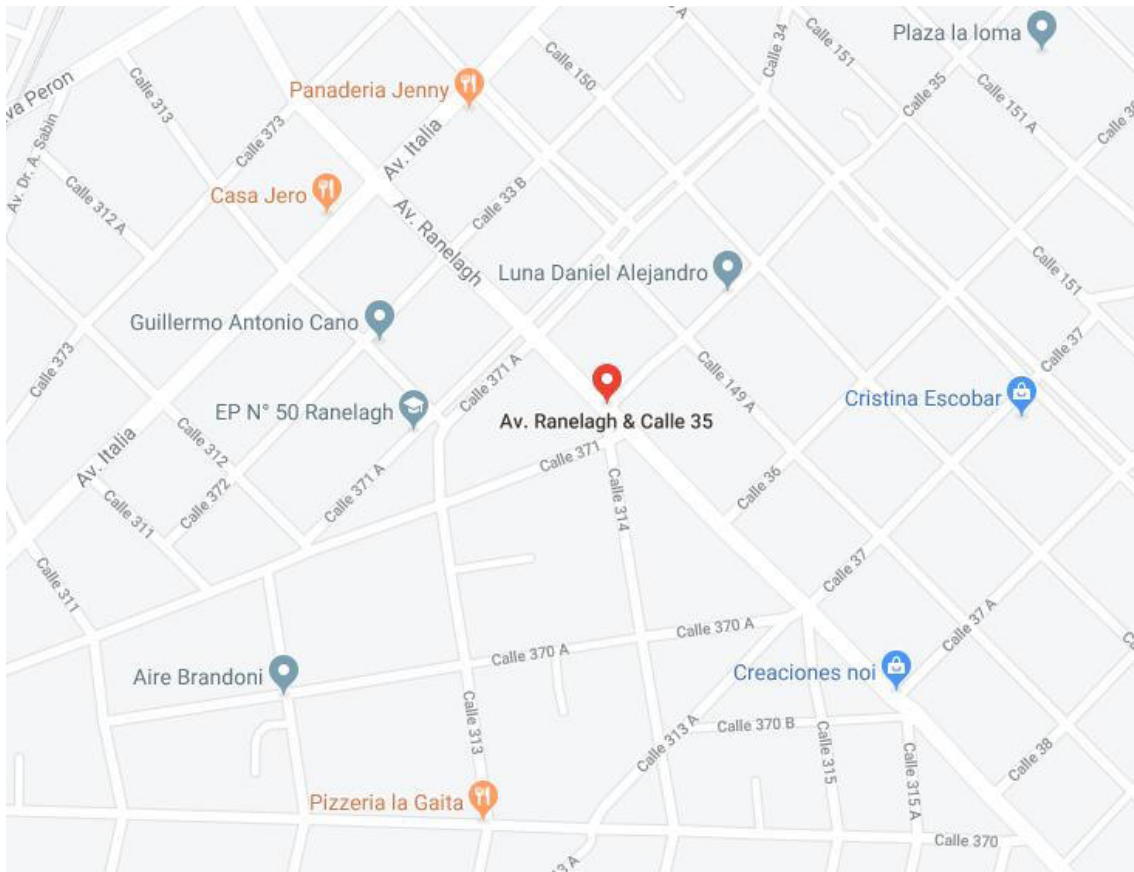 Plaza la loma
Calle 34
Calle 151
Calle 150
Calle 35
Calle 151 A
Panaderia Jenny
va Peron
Calle 313
Calle 373
Av. Italia
Av. Dr. A. Sabin
Casa Jero
Calle 312 A
Calle 33 B
Av. Ranelagh
Luna Daniel Alejandro
Calle 151
Guillermo Antonio Cano
Calle 373
Calle 371 A
Calle 37
Calle 149 A
Cristina Escobar
EP N° 50 Ranelagh
Av. Ranelagh & Calle 35
Av. Italia
Calle 312
Calle 371
Calle 372
Calle 371 A
Calle 36
Calle 314
Calle 311
Calle 311
Calle 37
Calle 370 A
Calle 37 A
Calle 370 A
Aire Brandoni
Creaciones noi
Calle 313
Calle 313 A
Calle 370 B
Calle 315
Calle 38
Calle 315 A
Pizzeria la Gaita
Calle 370